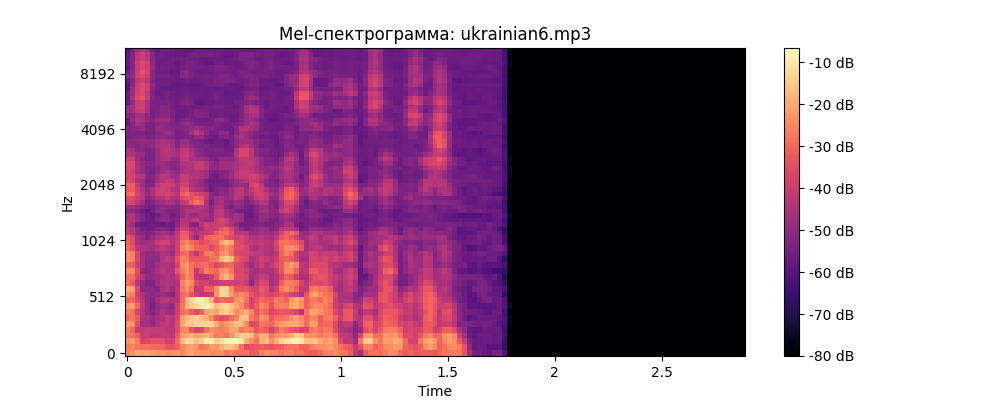 Mel-спектрограмма: ukrainian6.mp3
Hz
8192
4096
2048
1024
512
0
0
0.5
1
1.5
2
2.5
Time
-10 dB
-20 dB
-30 dB
-40 dB
-50 dB
-60 dB
-70 dB
-80 dB